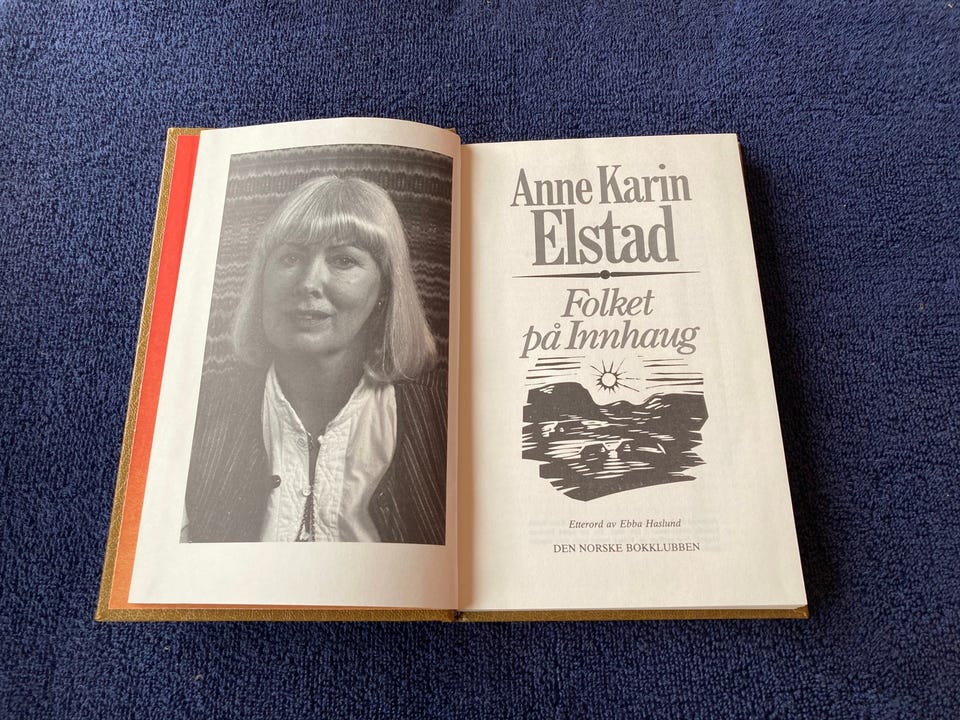 Anne Karin
Elstad
Folket
på Innhaug
Etterord av Ebba Haslund
DEN NORSKE BOKKLUBBEN